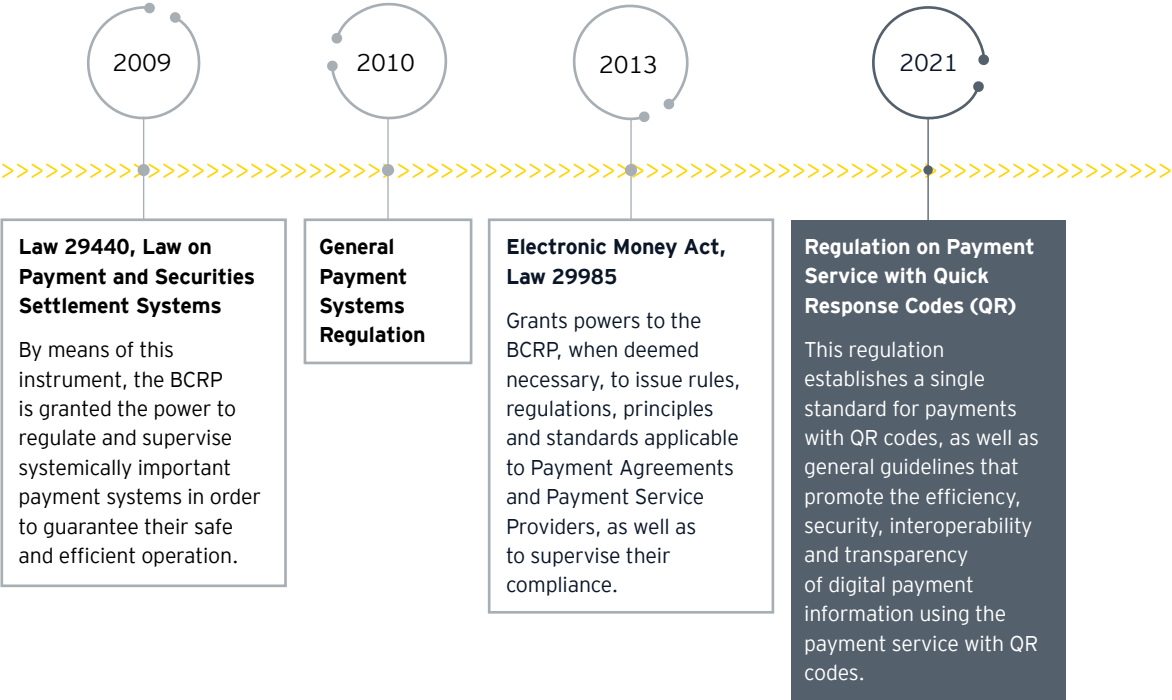 2009
2010
2013
2021
Law 29440, Law on
Payment and Securities
Settlement Systems
By means of this
instrument, the BCRP
is granted the power to
regulate and supervise
systemically important
payment systems in order
to guarantee their safe
and efficient operation.
General
Payment
Systems
Regulation
Electronic Money Act,
Law 29985
Grants powers to the
BCRP, when deemed
necessary, to issue rules,
regulations, principles
and standards applicable
to Payment Agreements
and Payment Service
Providers, as well as
to supervise their
compliance.
Regulation on Payment
Service with Quick
Response Codes (QR)
This regulation
establishes a single
standard for payments
with QR codes, as well as
general guidelines that
promote the efficiency,
security, interoperability
and transparency
of digital payment
information using the
payment service with QR
codes.